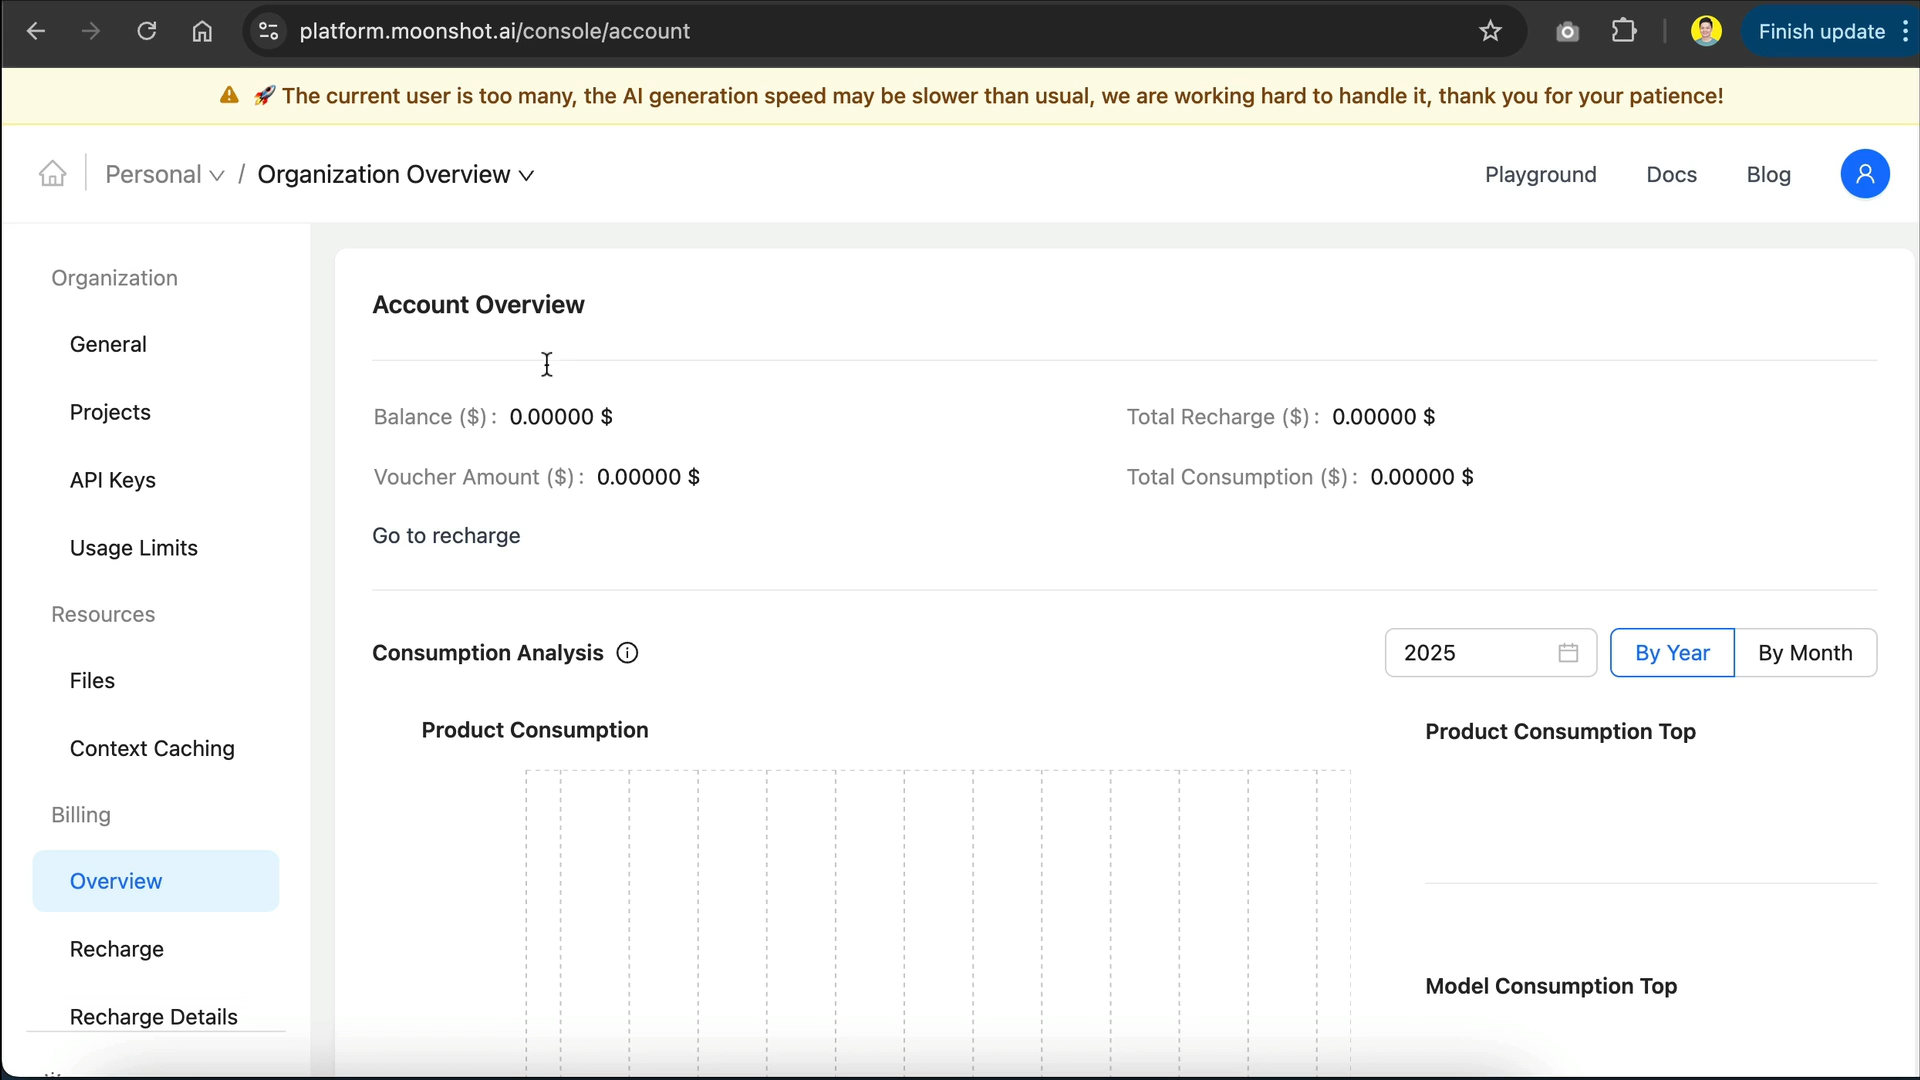 platform.moonshot.ai/console/account
Finish update
🚀 The current user is too many, the AI generation speed may be slower than usual, we are working hard to handle it, thank you for your patience!
Personal / Organization Overview
Playground
Docs
Blog
Organization
General
Projects
API Keys
Usage Limits
Resources
Files
Context Caching
Billing
Overview
Recharge
Recharge Details
Account Overview
Balance ($) : 0.00000 $
Total Recharge ($) : 0.00000 $
Voucher Amount ($) : 0.00000 $
Total Consumption ($) : 0.00000 $
Go to recharge
Consumption Analysis
2025
By Year
By Month
Product Consumption
Product Consumption Top
Model Consumption Top